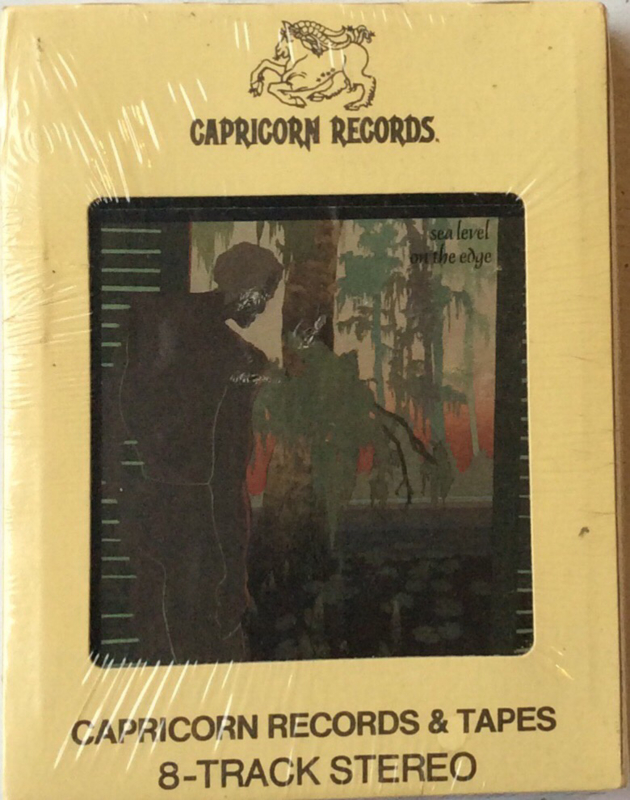 CAPRICORN RECORDS.
sea level
on the edge
CAPRICORN RECORDS & TAPES
8-TRACK STEREO